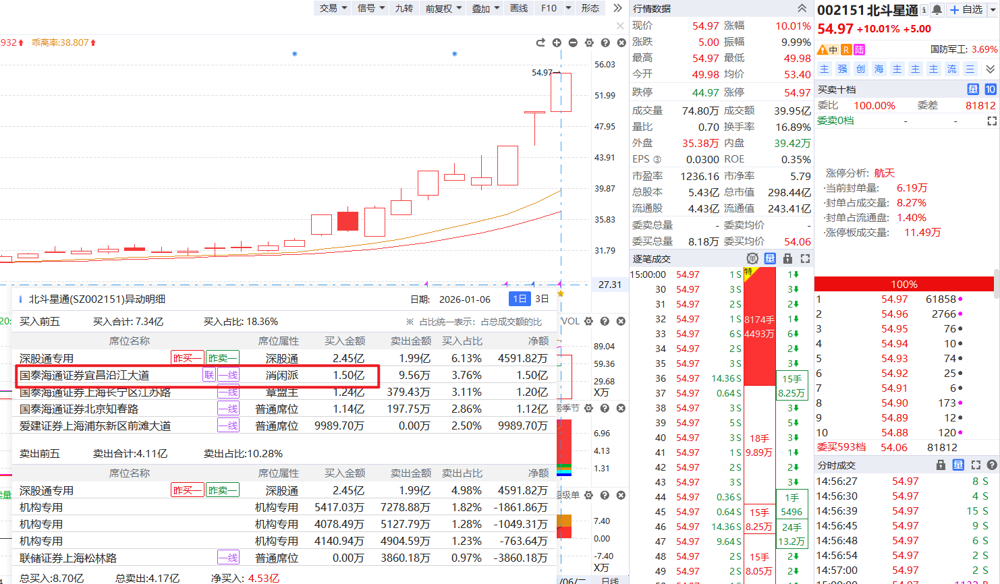 交易 信号 九转 前复权 叠加 画线 F10 形态
932 乖离率:38.807
56.03
54.97
51.99
47.95
43.91
39.87
35.83
31.79
27.31
北斗星通(SZ002151)异动明细 日期: 2026-01-06 1日 3日
买入前五 买入合计: 7.34亿 买入占比: 18.36% ※ 占比统一表示: 占总成交额的比
席位名称 席位属性 买入金额 卖出金额 买入占比 净额
深股通专用 昨买一 昨卖一 深股通 2.45亿 1.99亿 6.13% 4591.82万
国泰海通证券宜昌沿江大道 联 一线 消闲派 1.50亿 9.56万 3.76% 1.50亿
国泰海通证券上海长宁区江苏路 一线 章盟主 1.24亿 379.43万 3.11% 1.20亿
国泰海通证券北京知春路 一线 普通席位 1.14亿 197.75万 2.86% 1.12亿
爱建证券上海浦东新区前滩大道 一线 普通席位 9989.70万 0.00万 2.50% 9989.70万
卖出前五 卖出合计:4.11亿 卖出占比:10.28%
席位名称 席位属性 买入金额 卖出金额 卖出占比 净额
深股通专用 昨买一 昨卖一 深股通 2.45亿 1.99亿 4.98% 4591.82万
机构专用 机构专用 5417.03万 7278.88万 1.82% -1861.86万
机构专用 机构专用 4078.49万 5127.79万 1.28% -1049.31万
机构专用 机构专用 4140.94万 4904.59万 1.23% -763.64万
联储证券上海松林路 一线 普通席位 0.00万 3860.18万 0.97% -3860.18万
总买入:8.70亿 总卖出:4.17亿 净买入: 4.53亿
20:
VOL
89.04
59.36
29.68
X万
季节
6.96
4.13
1.31
卖量
超级单
7.40
0.00
-7.40
X万
/06/二 日线
行情数据
现价 54.97 涨幅 10.01%
涨跌 5.00 振幅 9.99%
最高 54.97 最低 49.98
今开 49.98 均价 53.40
跌停 44.97 涨停 54.97
成交量 74.80万 成交额 39.95亿
量比 0.70 换手率 16.89%
外盘 35.38万 内盘 39.42万
EPS ③ 0.0300 ROE 0.35%
市盈率 1236.16 市净率 5.79
总股本 5.43亿 总市值 298.44亿
流通股 4.43亿 流通值 243.41亿
委卖总量 - 委卖均价 -
委买总量 8.18万 委买均价 54.06
逐笔成交 单 量
15:00:00 54.97 1 S 特 1
30 54.97 3 S 3
31 54.97 2 S 2
32 54.97 1 S 8174手 1
33 54.97 6 S 4493万 6
34 54.97 2 S 2
35 54.97 3 S 3
36 54.97 14.36 S 15手
37 54.97 0.64 S 8.25万
38 54.97 3 S 3
39 54.97 5 S 5
40 54.97 3 S 18手 3
41 54.97 1 S 9.89万 1
42 54.97 2 S 2
43 54.97 3 S 3
44 54.97 0.36 S 1手
45 54.97 0.64 S 15手 5496
46 54.97 14.36 S 8.25万 24手
47 54.97 9.64 S 13.2万
48 54.97 2 S 15手 2
49 54.97 2 S 9.05万 2
002151 北斗星通 自选
54.97 +10.01% +5.00
中 R 陆 国防军工: 3.69%
主 强 创 海 主 主 主 流 三
买卖十档 量 10
委比 100.00% 委差 81812
委卖0档 - -
涨停分析: 航天
·当前封单量: 6.19万
·封单占成交量: 8.27%
·封单占流通盘: 1.40%
·涨停板成交量: 11.49万
100%
1 54.97 61858
2 54.96 2766
3 54.95 76
4 54.94 10
5 54.93 74
6 54.92 25
7 54.91 6
8 54.90 173
9 54.89 12
10 54.88 120
委买593档 54.06 81812
分时成交 量
14:56:27 54.97 8 S
14:56:30 54.97 4 S
14:56:39 54.97 15 S
14:56:45 54.97 9 S
14:56:48 54.97 6 S
14:56:54 54.97 2 S
14:57:00 54.97 2 S